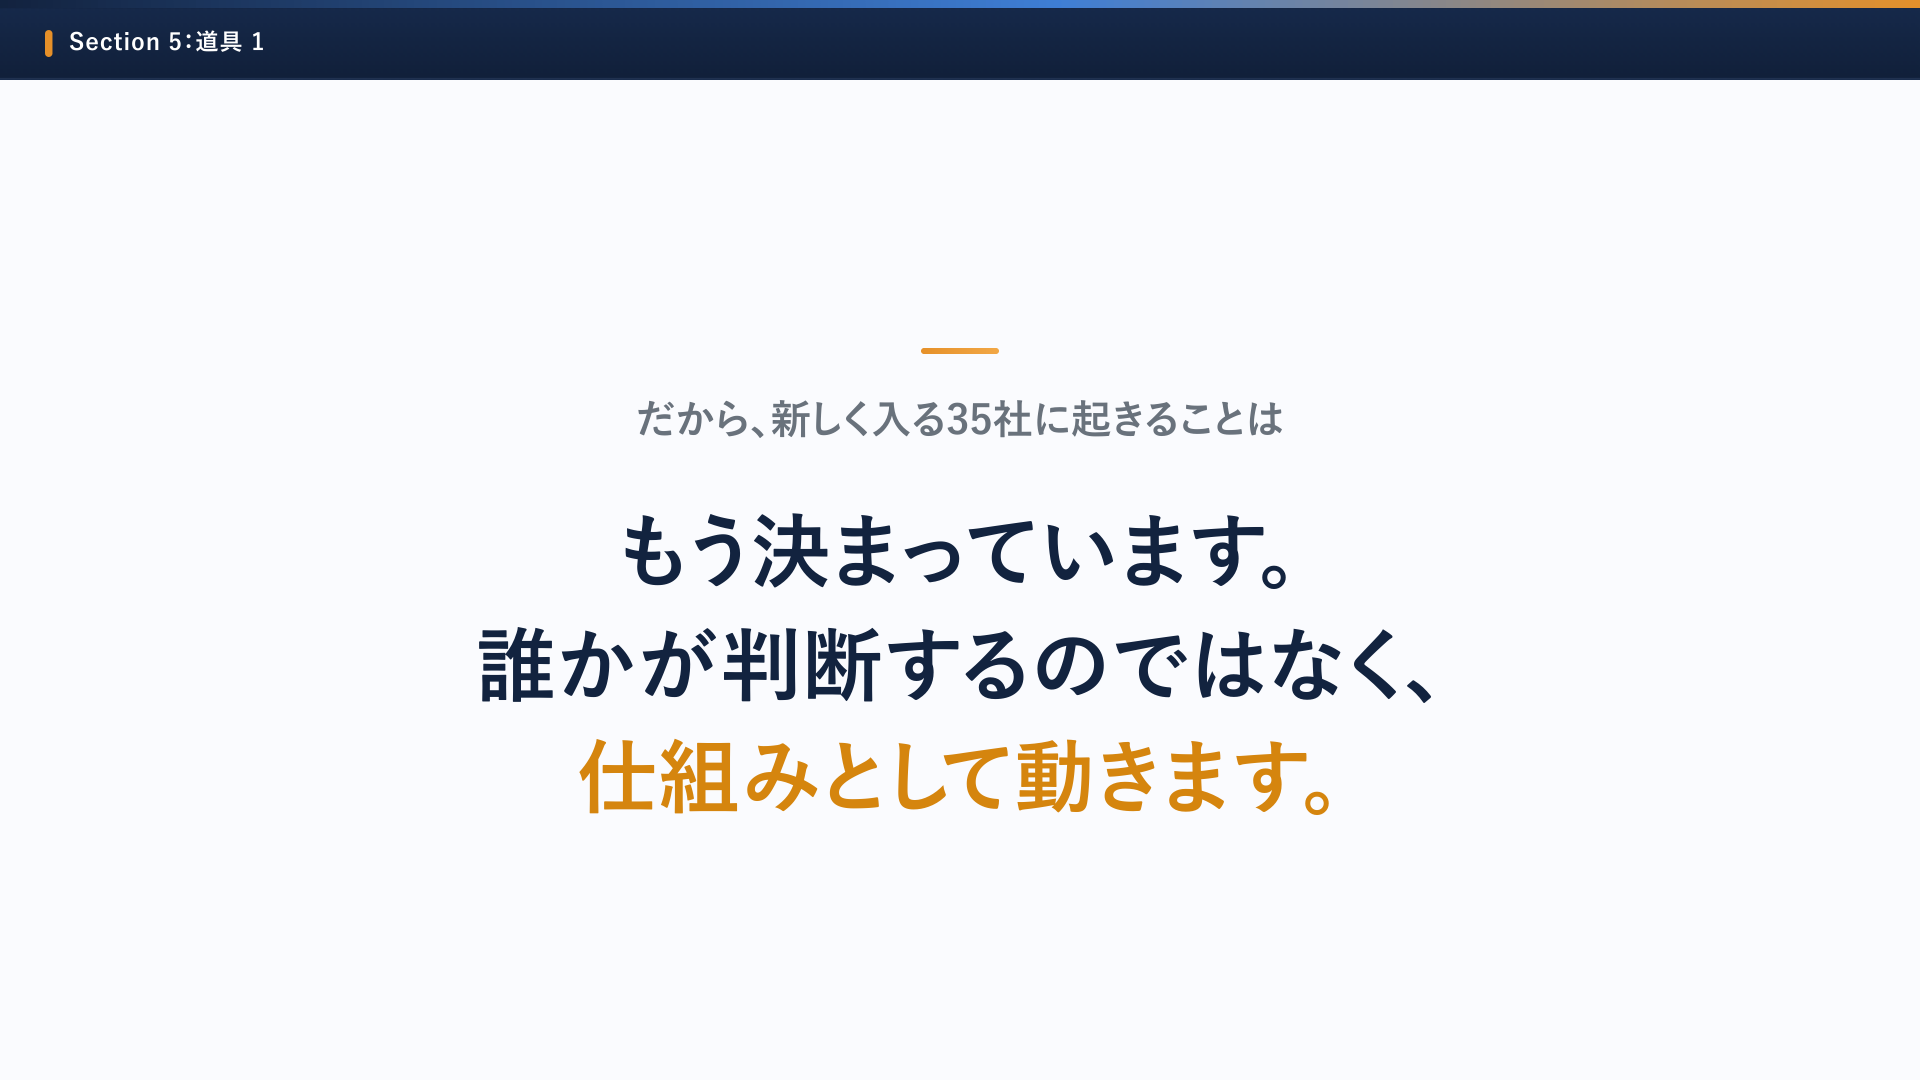 Section 5：道具 1
だから、新しく入る35社に起きることは
もう決まっています。
誰かが判断するのではなく、
仕組みとして動きます。